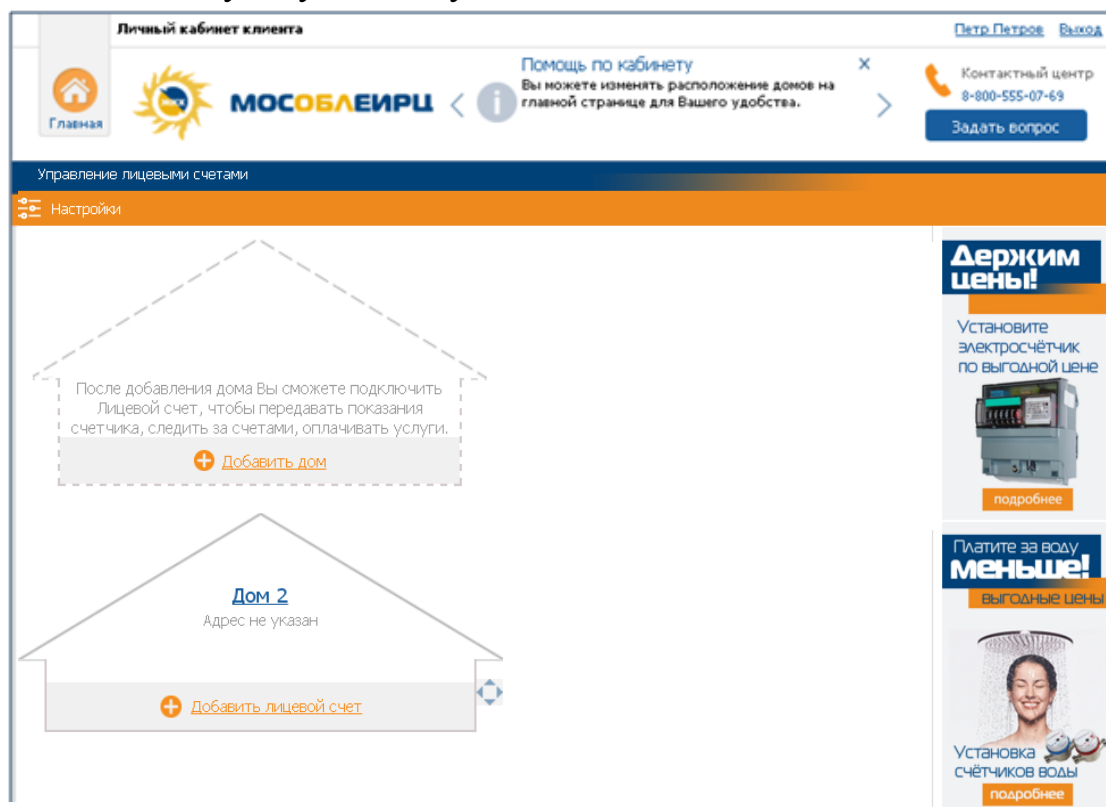 Личный кабинет клиента
Петр Петров Выход
Главная
МОСОБЛЕИРЦ
Помощь по кабинету
Вы можете изменять расположение домов на
главной странице для Вашего удобства.
Контактный центр
8-800-555-07-69
Задать вопрос
Управление лицевыми счетами
Настройки
После добавления дома Вы сможете подключить
Лицевой счет, чтобы передавать показания
счетчика, следить за счетами, оплачивать услуги.
Добавить дом
Дом 2
Адрес не указан
Добавить лицевой счет
Держим
цены!
Установите
электросчётчик
по выгодной цене
подробнее
Платите за воду
меньше!
выгодные цены
Установка
счётчиков воды
подробнее